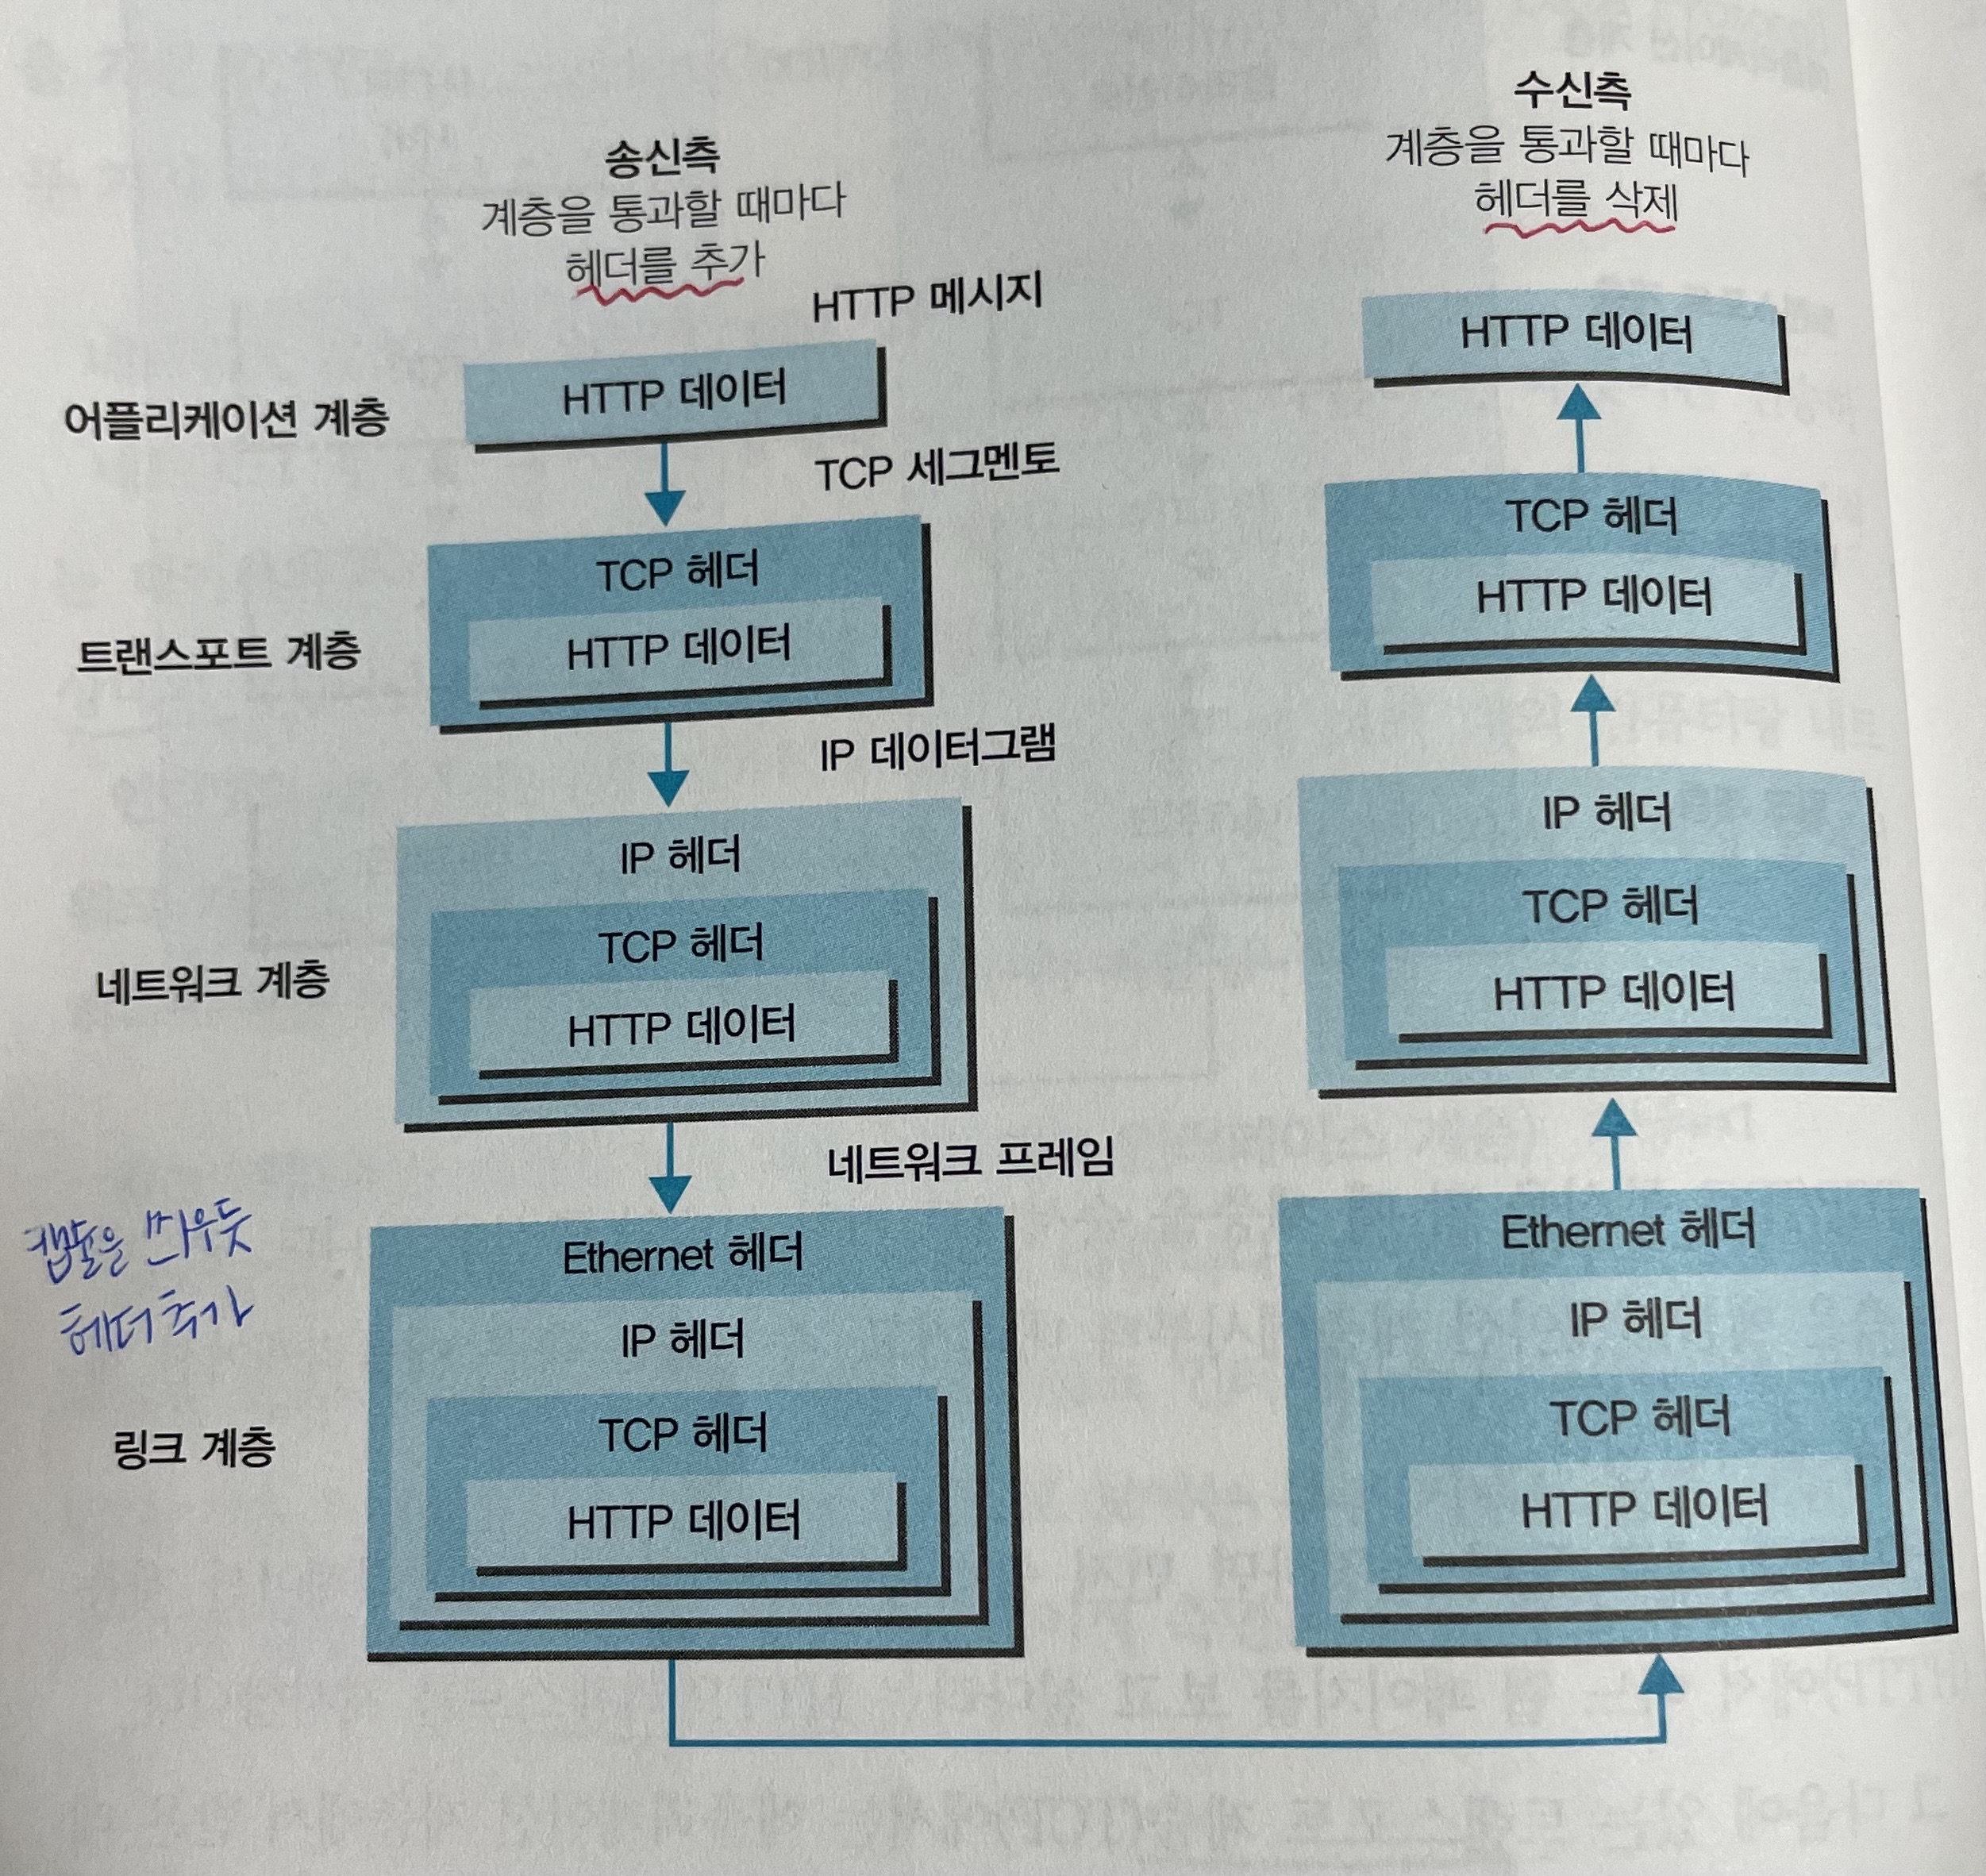 송신측
계층을 통과할 때마다
헤더를 추가
수신측
계층을 통과할 때마다
헤더를 삭제
HTTP 메시지
어플리케이션 계층
HTTP 데이터
HTTP 데이터
TCP 세그멘토
트랜스포트 계층
TCP 헤더
HTTP 데이터
TCP 헤더
HTTP 데이터
IP 데이터그램
네트워크 계층
IP 헤더
TCP 헤더
HTTP 데이터
IP 헤더
TCP 헤더
HTTP 데이터
네트워크 프레임
캡슐을 씌우듯
헤더 추가
링크 계층
Ethernet 헤더
IP 헤더
TCP 헤더
HTTP 데이터
Ethernet 헤더
IP 헤더
TCP 헤더
HTTP 데이터